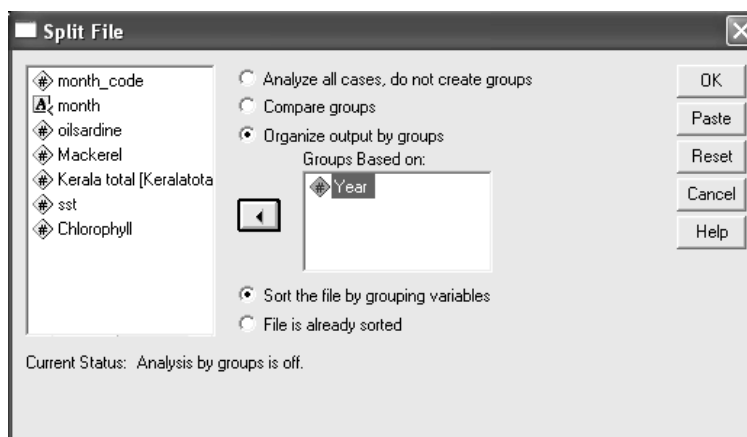 Split File
month_code
month
oilsardine
Mackerel
Kerala total [Keralatota
sst
Chlorophyll
Analyze all cases, do not create groups
Compare groups
Organize output by groups
Groups Based on:
Year
Sort the file by grouping variables
File is already sorted
OK
Paste
Reset
Cancel
Help
Current Status: Analysis by groups is off.